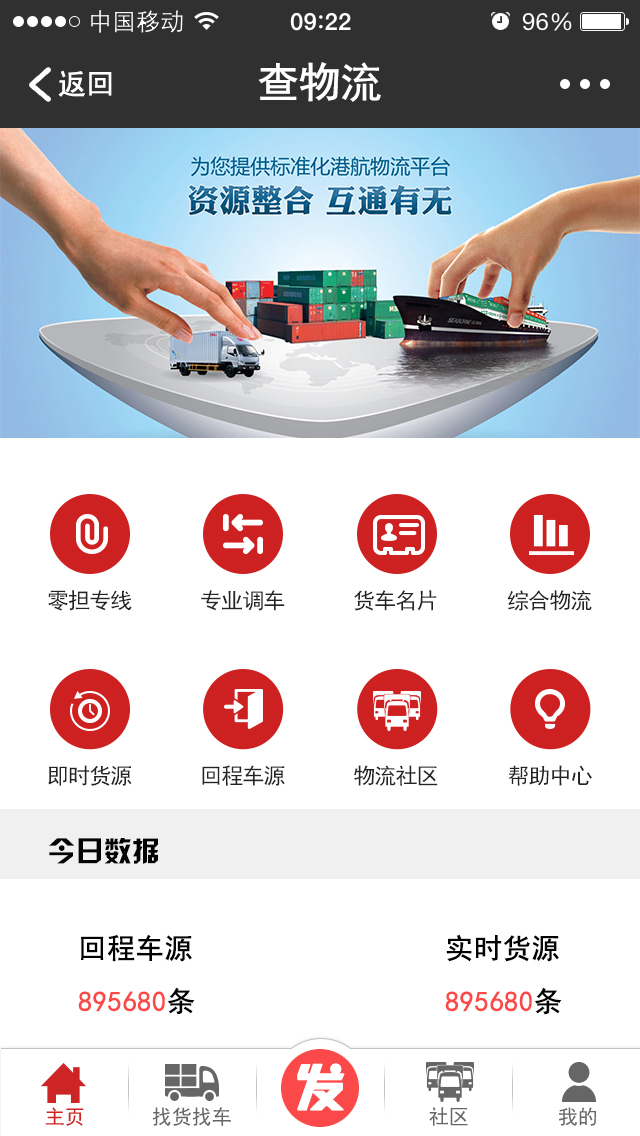 中国移动 09:22 96%
返回 查物流
为您提供标准化港航物流平台
资源整合 互通有无
零担专线 专业调车 货车名片 综合物流
即时货源 回程车源 物流社区 帮助中心
今日数据
回程车源 实时货源
895680条 895680条
发
主页 找货找车 社区 我的